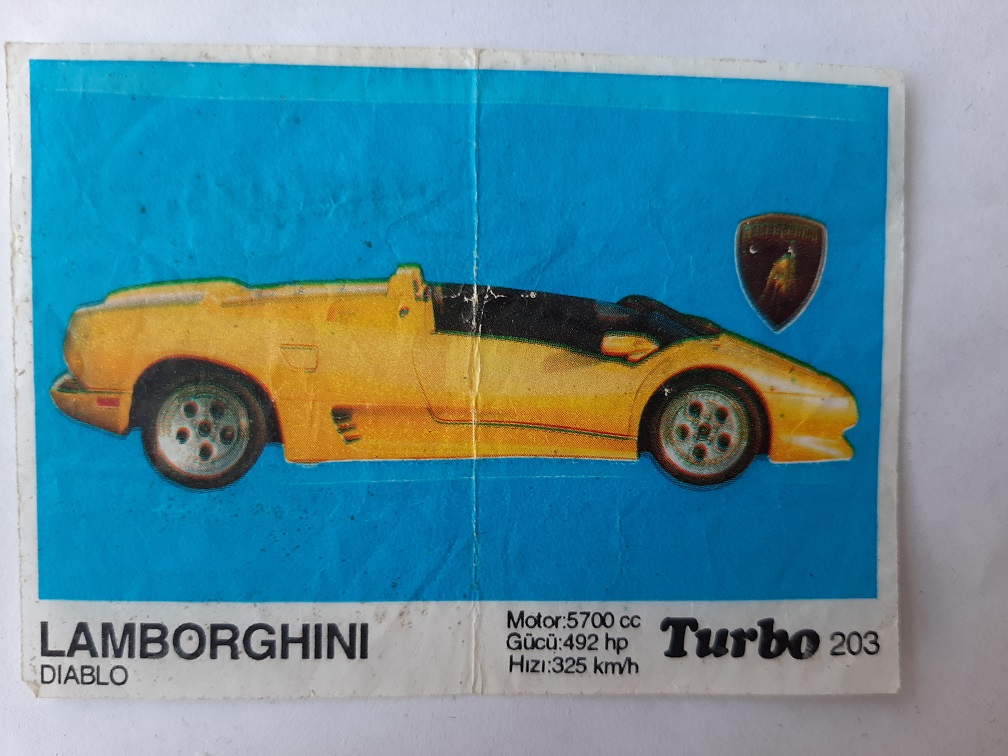 LAMBORGHINI
DIABLO
Motor:5700 cc
Gücü:492 hp
Hızı:325 km/h
Turbo 203